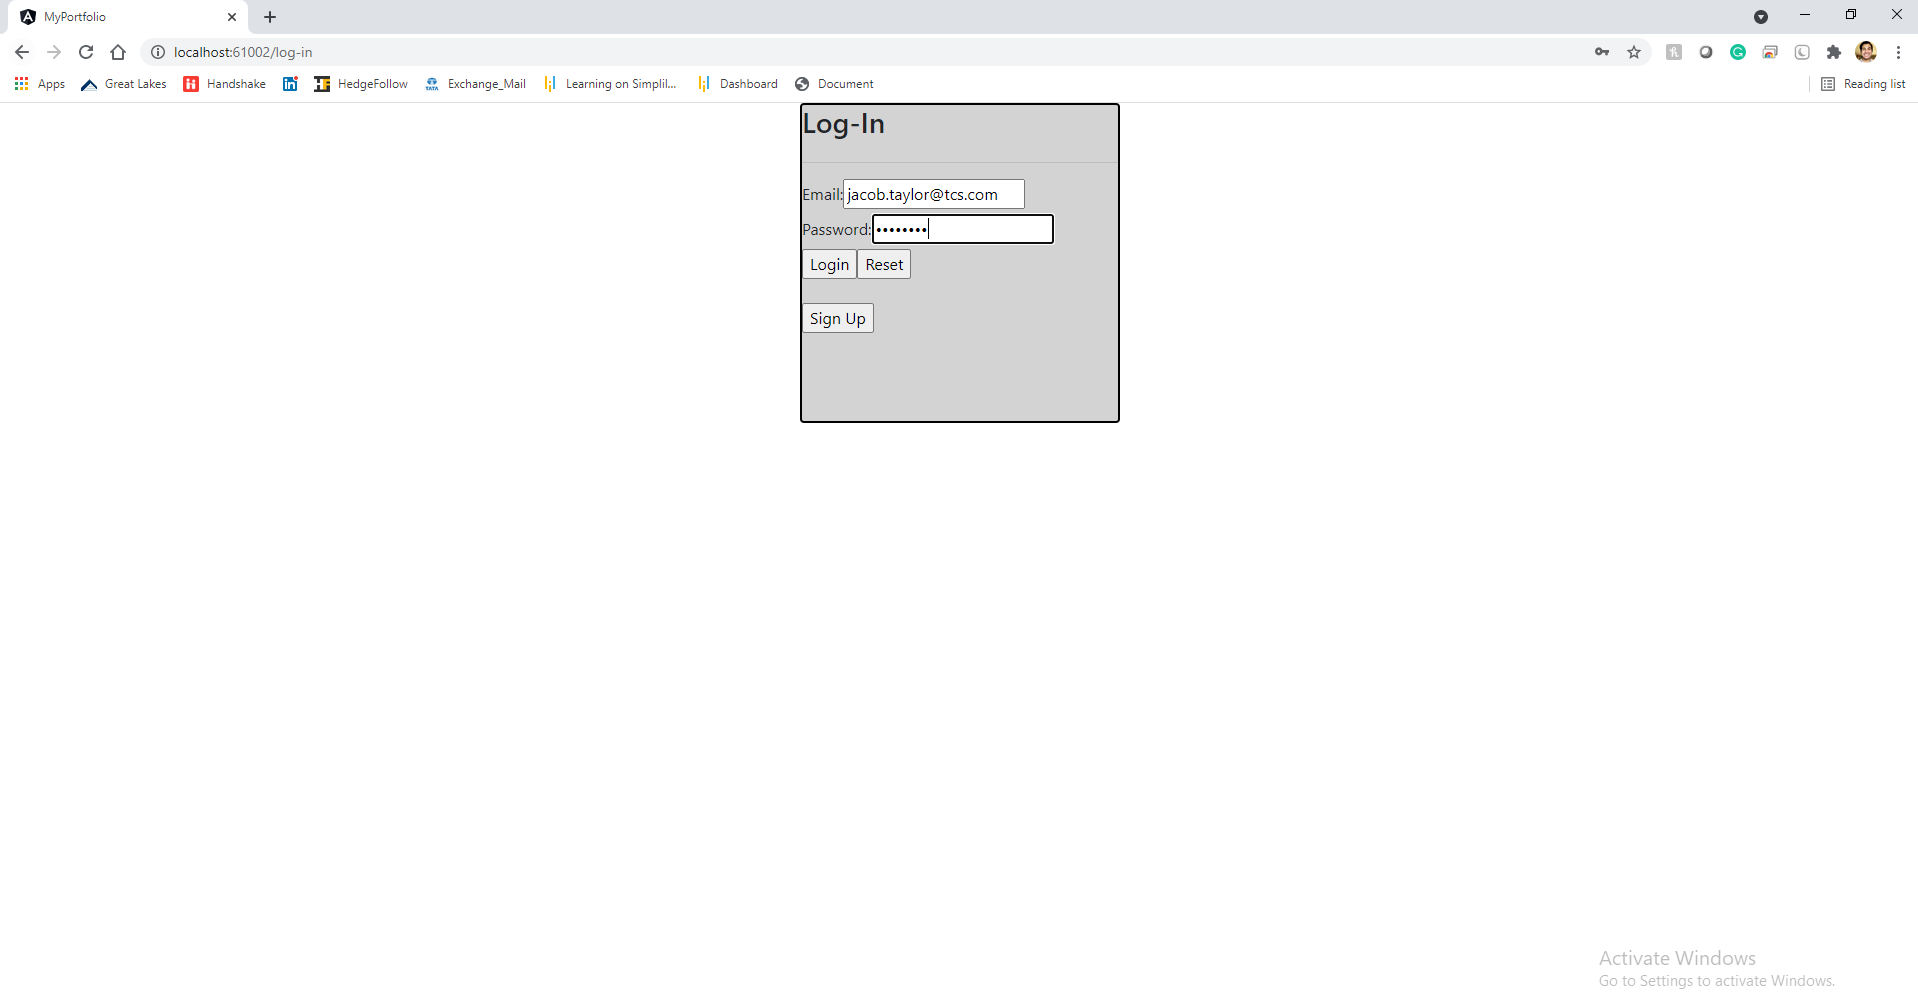 MyPortfolio
localhost:61002/log-in
Apps Great Lakes Handshake HedgeFollow Exchange_Mail Learning on Simplil... Dashboard Document Reading list
Log-In
Email: jacob.taylor@tcs.com
Password: ••••••••
Login Reset
Sign Up
Activate Windows
Go to Settings to activate Windows.